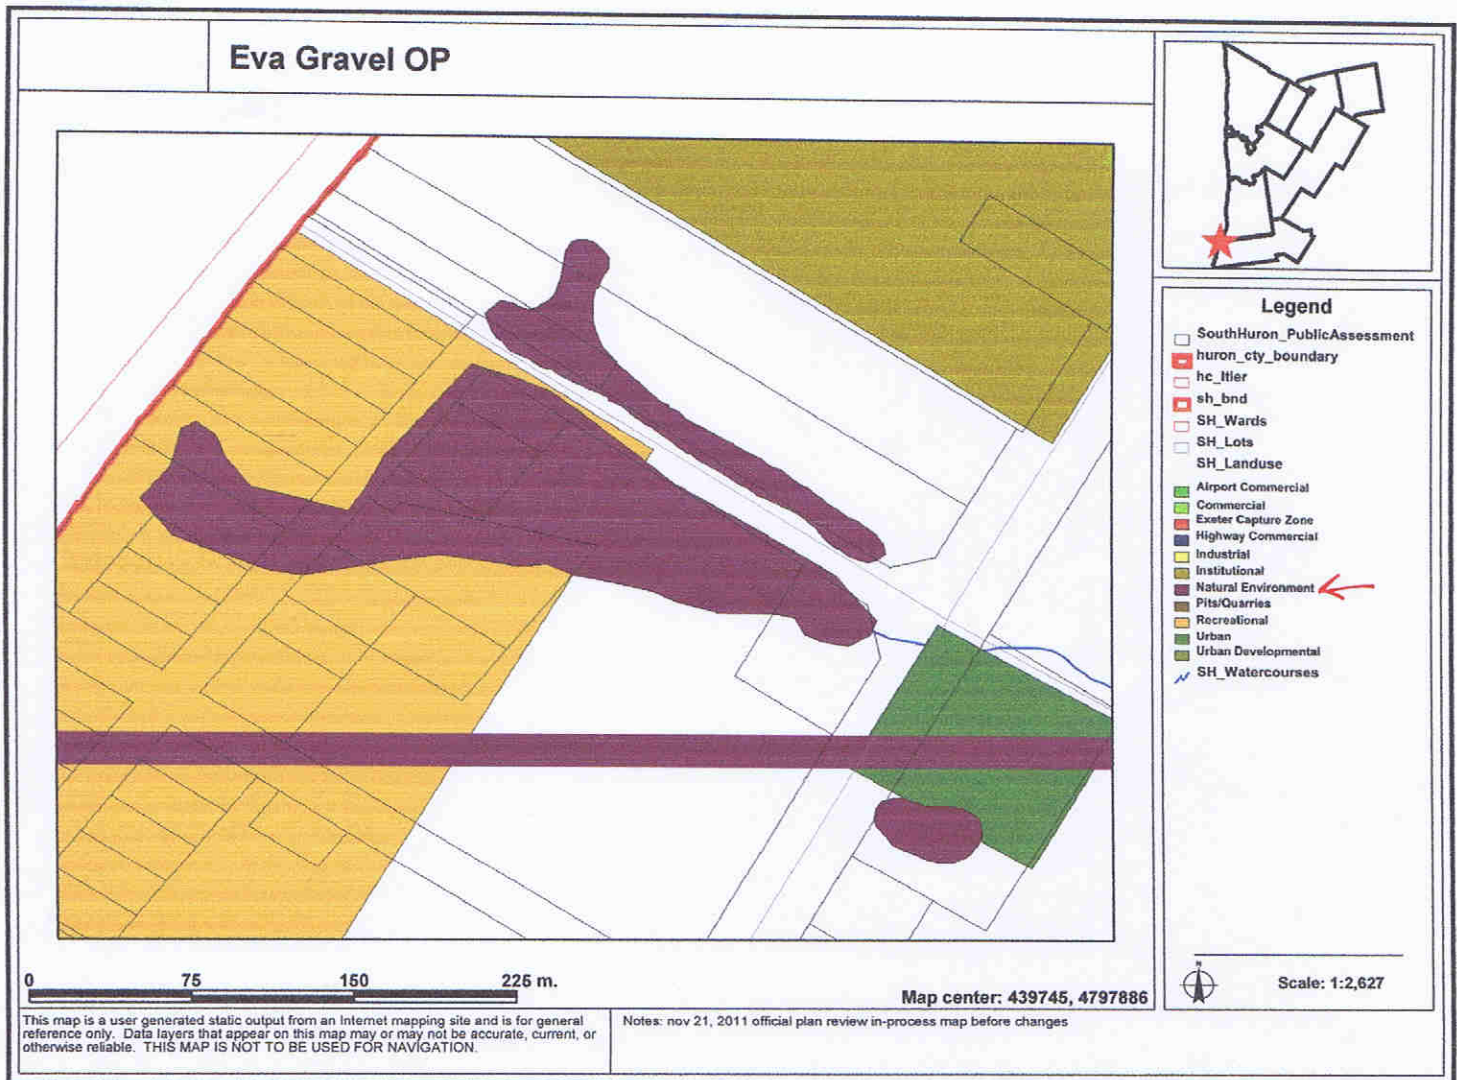 Eva Gravel OP
Legend
SouthHuron_PublicAssessment
huron_cty_boundary
hc_ltier
sh_bnd
SH_Wards
SH_Lots
SH_Landuse
Airport Commercial
Commercial
Exeter Capture Zone
Highway Commercial
Industrial
Institutional
Natural Environment
Pits/Quarries
Recreational
Urban
Urban Developmental
SH_Watercourses
N
Scale: 1:2,627
0 75 150 225 m.
Map center: 439745, 4797886
This map is a user generated static output from an Internet mapping site and is for general
reference only. Data layers that appear on this map may or may not be accurate, current, or
otherwise reliable. THIS MAP IS NOT TO BE USED FOR NAVIGATION.
Notes: nov 21, 2011 official plan review in-process map before changes